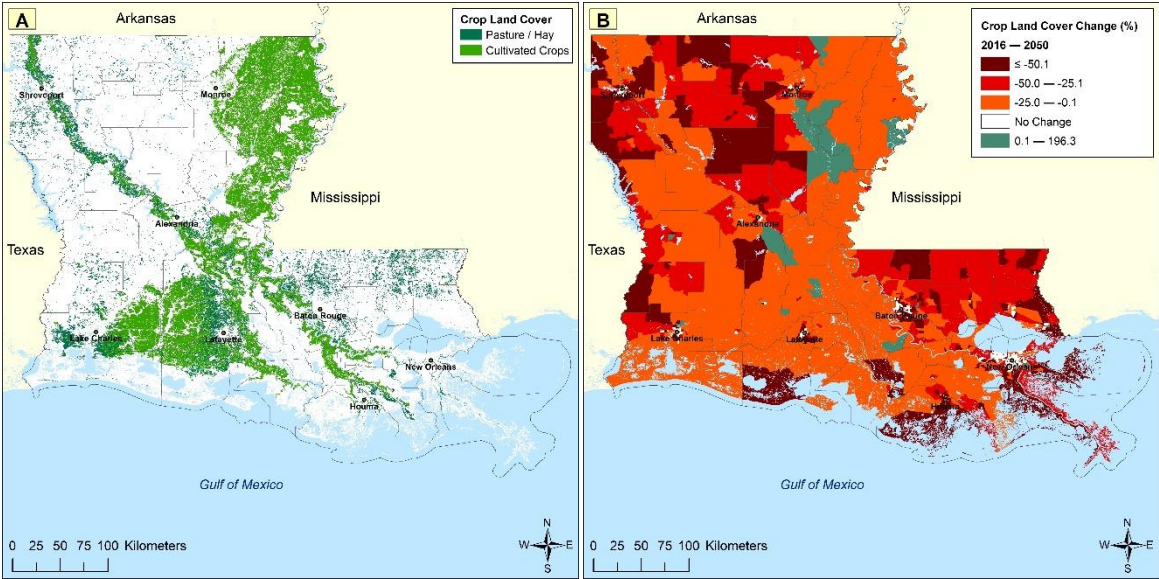 A
Arkansas
Crop Land Cover
Pasture / Hay
Cultivated Crops
Shreveport
Monroe
Mississippi
Alexandria
Texas
Baton Rouge
Lake Charles
Lafayette
New Orleans
Houma
Gulf of Mexico
0 25 50 75 100 Kilometers
N
W E
S
B
Arkansas
Crop Land Cover Change (%)
2016 — 2050
≤ -50.1
-50.0 — -25.1
-25.0 — -0.1
No Change
0.1 — 196.3
Monroe
Mississippi
Alexandria
Texas
Baton Rouge
Lake Charles
Lafayette
New Orleans
Gulf of Mexico
0 25 50 75 100 Kilometers
N
W E
S